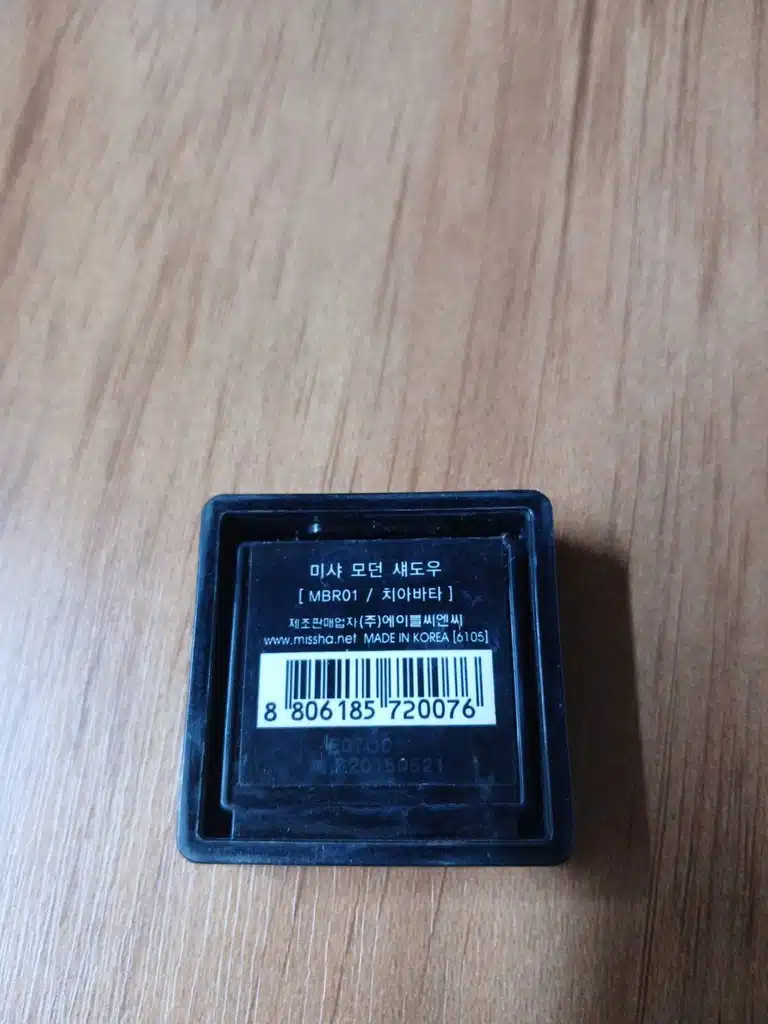 미샤 모던 섀도우
[ MBR01 / 치아바타 ]
제조판매업자 (주)에이블씨엔씨
www.missha.net MADE IN KOREA [6105]
8 806185 720076
20150521